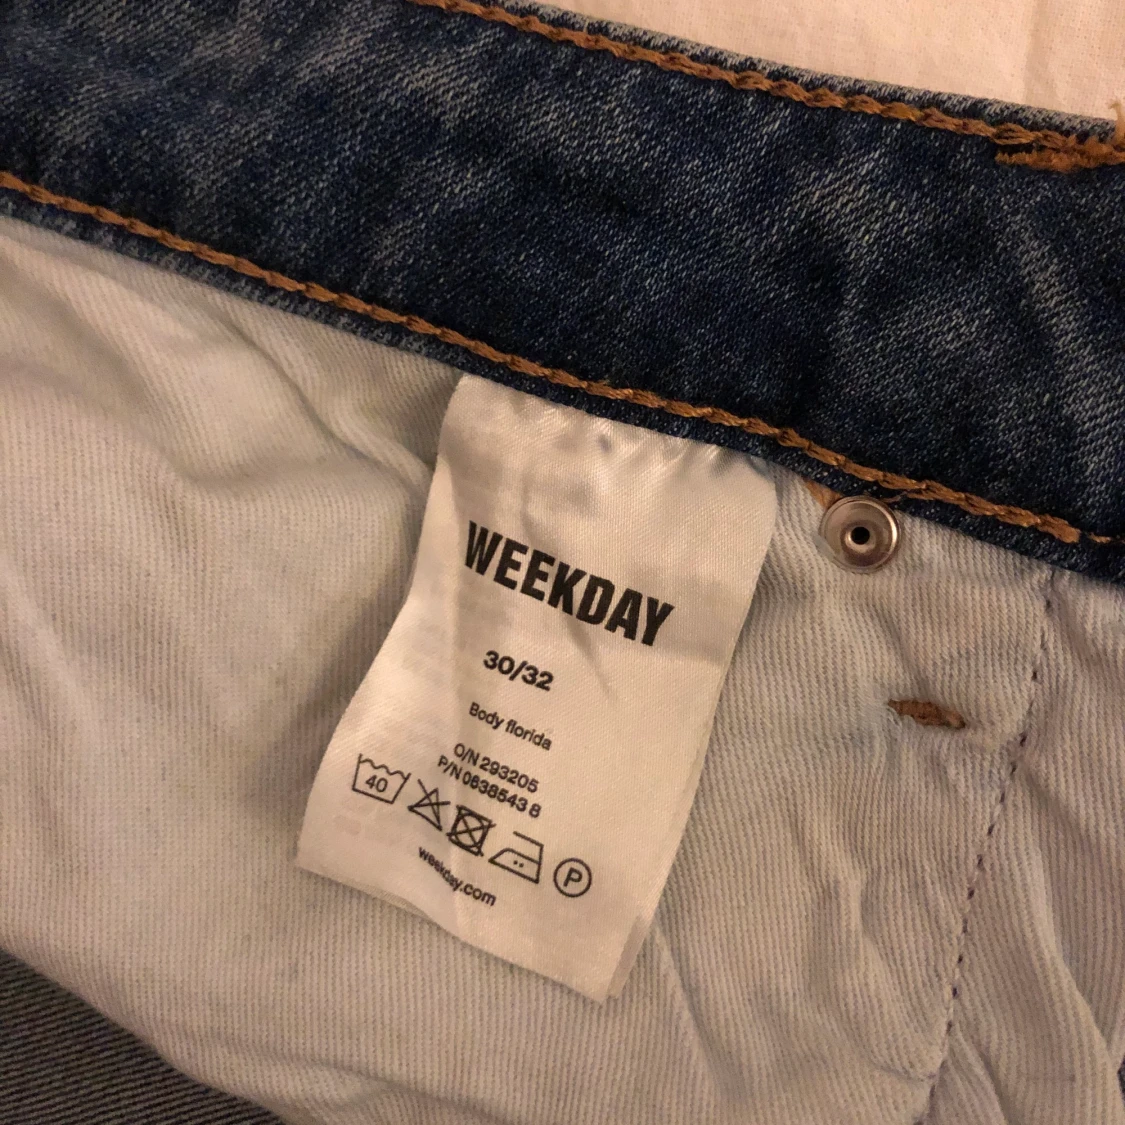 WEEKDAY
30/32
Body florida
O/N 293205
P/N 0638543 8
40
P
weekday.com